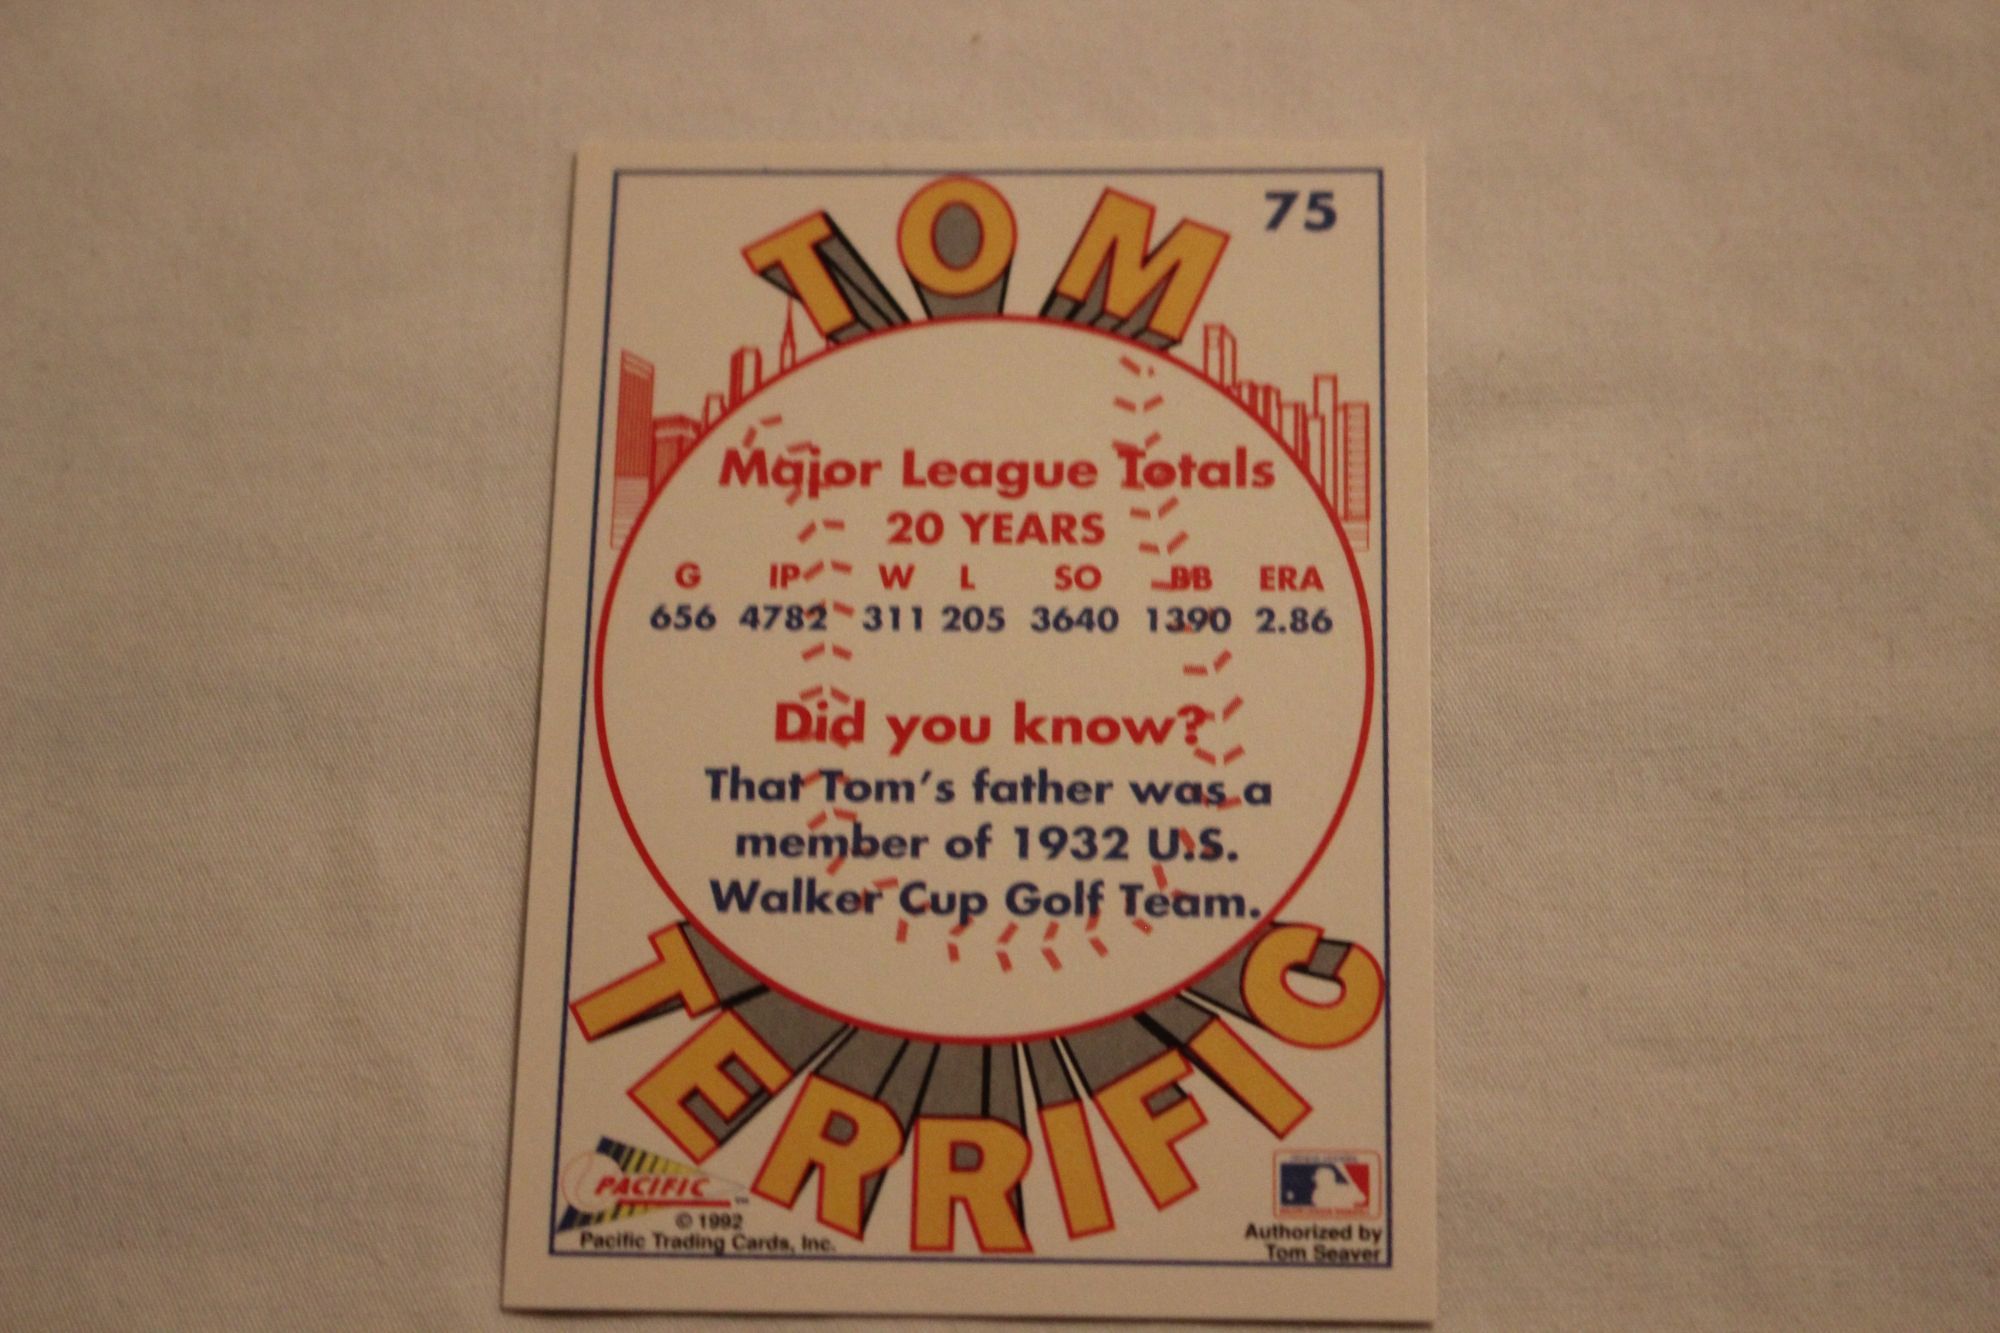 TOM
75
Major League Totals
20 YEARS
G IP W L SO BB ERA
656 4782 311 205 3640 1390 2.86
Did you know?
That Tom's father was a
member of 1932 U.S.
Walker Cup Golf Team.
TERRIFIC
PACIFIC ™
© 1992
Pacific Trading Cards, Inc.
Authorized by
Tom Seaver